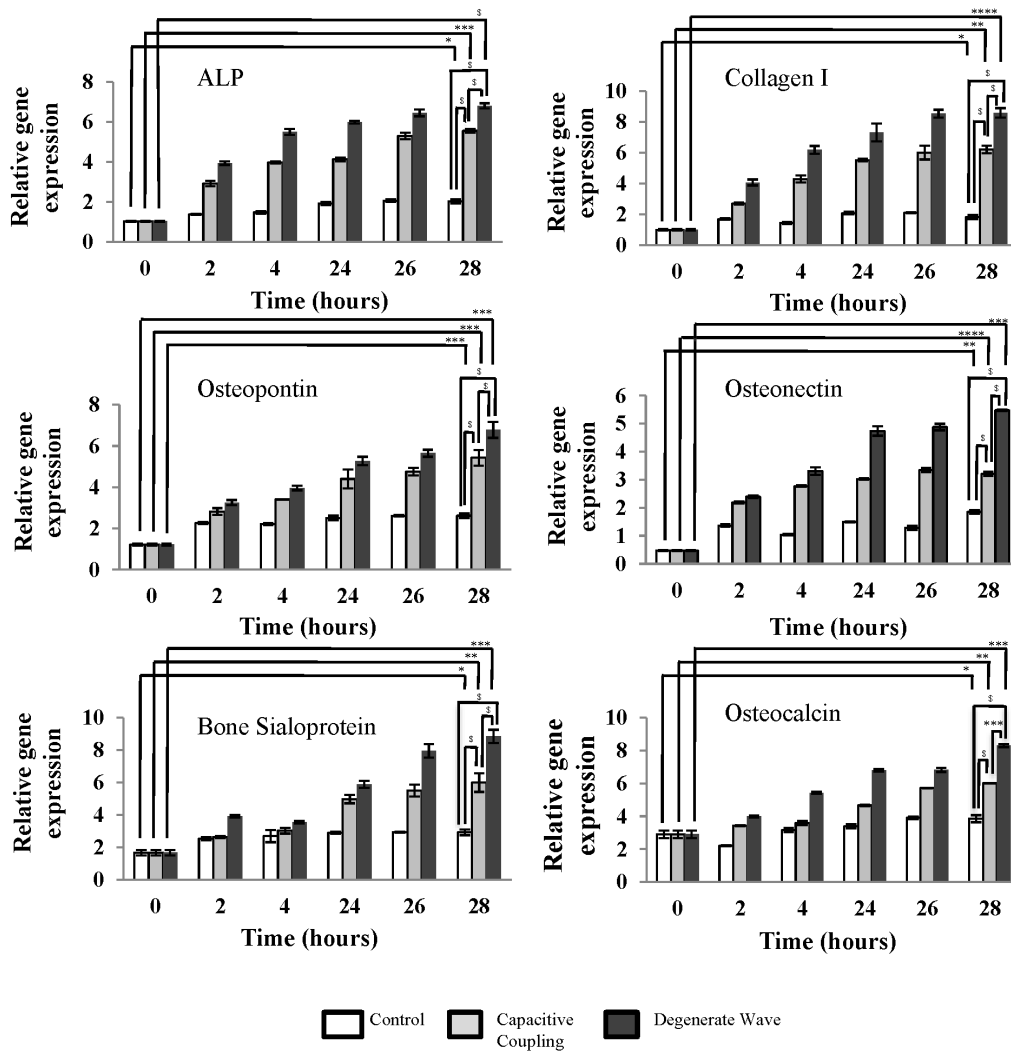 $
***
*
$
$
$
ALP
Relative gene
expression
8
6
4
2
0
0 2 4 24 26 28
Time (hours)
****
**
*
$
$
$
Collagen I
Relative gene
expression
10
8
6
4
2
0
0 2 4 24 26 28
Time (hours)
***
***
***
$
$
$
Osteopontin
Relative gene
expression
8
6
4
2
0
0 2 4 24 26 28
Time (hours)
***
****
**
$
$
$
Osteonectin
Relative gene
expression
6
5
4
3
2
1
0
0 2 4 24 26 28
Time (hours)
***
**
*
$
$
$
Bone Sialoprotein
Relative gene
expression
10
8
6
4
2
0
0 2 4 24 26 28
Time (hours)
***
**
*
$
***
$
Osteocalcin
Relative gene
expression
10
8
6
4
2
0
0 2 4 24 26 28
Time (hours)
Control
Capacitive
Coupling
Degenerate Wave